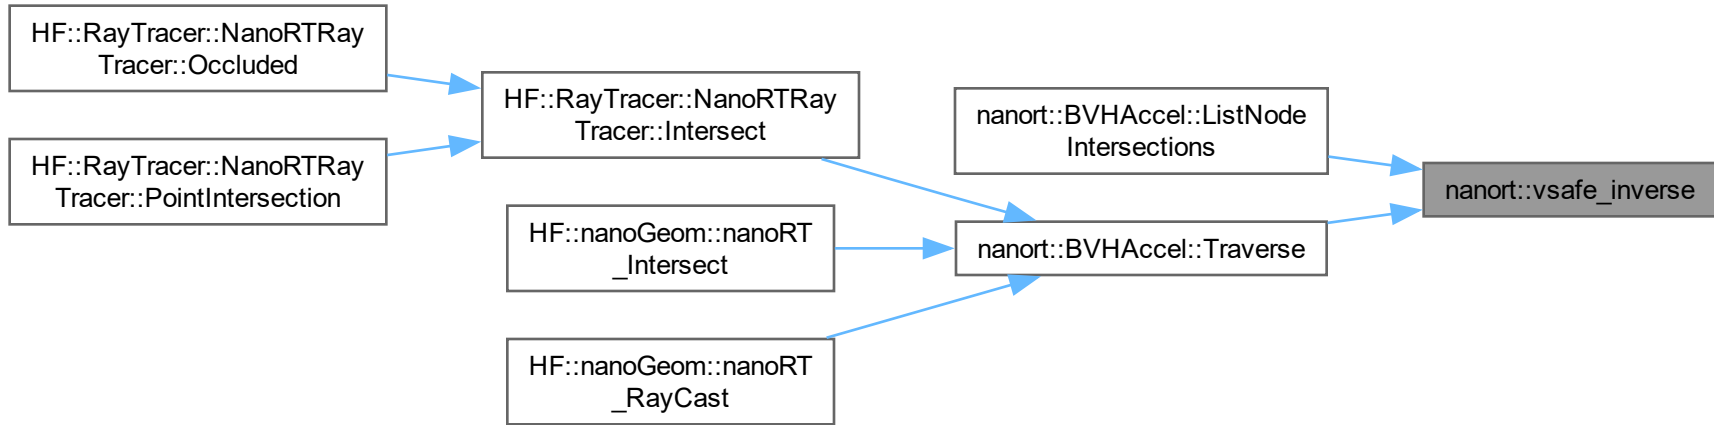 HF::RayTracer::NanoRTRay
Tracer::Occluded
HF::RayTracer::NanoRTRay
Tracer::PointIntersection
HF::RayTracer::NanoRTRay
Tracer::Intersect
HF::nanoGeom::nanoRT
_Intersect
HF::nanoGeom::nanoRT
_RayCast
nanort::BVHAccel::ListNode
Intersections
nanort::BVHAccel::Traverse
nanort::vsafe_inverse